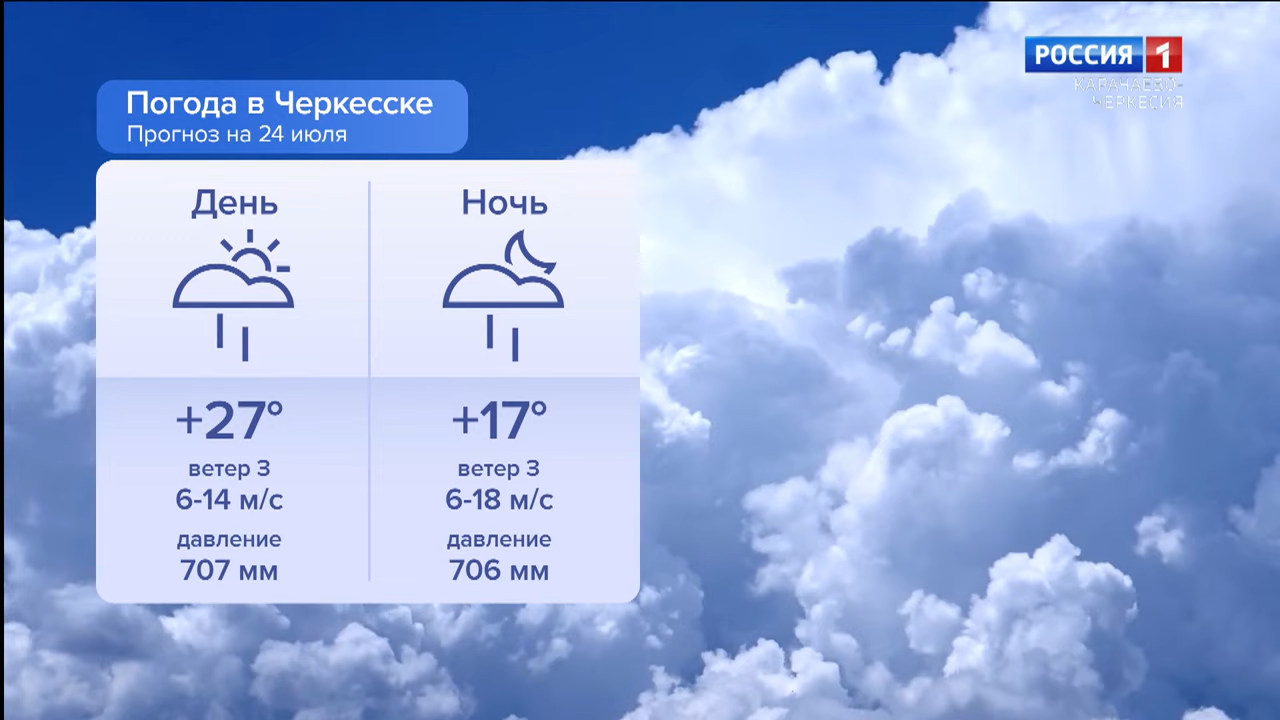 РОССИЯ 1
КАРАЧАЕВО-
ЧЕРКЕСИЯ
Погода в Черкесске
Прогноз на 24 июля
День
Ночь
+27°
+17°
ветер З
ветер З
6-14 м/с
6-18 м/с
давление
давление
707 мм
706 мм